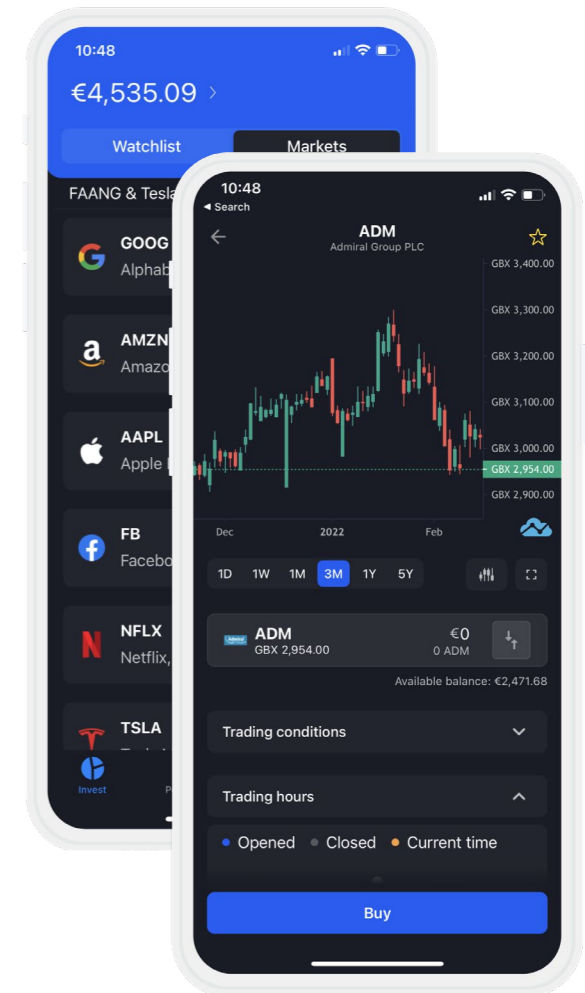 10:48
€4,535.09 >
Watchlist Markets
FAANG & Tesla
GOOG
Alphab
AMZN
Amazo
AAPL
Apple
FB
Facebo
NFLX
Netflix,
TSLA
Invest
P
10:48
◄ Search
ADM
Admiral Group PLC
GBX 3,400.00
GBX 3,300.00
GBX 3,200.00
GBX 3,100.00
GBX 3,000.00
GBX 2,954.00
GBX 2,900.00
Dec 2022 Feb
1D 1W 1M 3M 1Y 5Y
Admiral
ADM €0
GBX 2,954.00 0 ADM
Available balance: €2,471.68
Trading conditions
Trading hours
• Opened • Closed • Current time
Buy